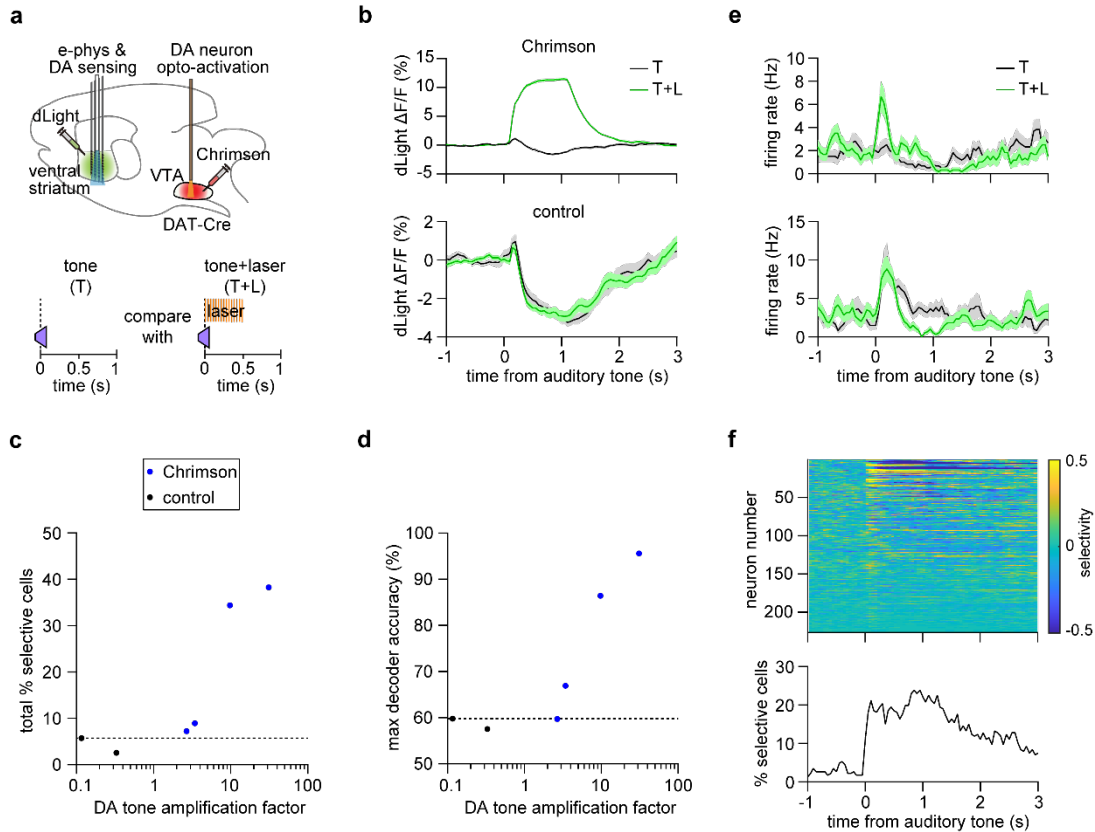 a
e-phys &
DA sensing
DA neuron
opto-activation
dLight
Chrimson
ventral
striatum
VTA
DAT-Cre
tone
(T)
tone+laser
(T+L)
compare
with
laser
0 0.5 1
time (s)
0 0.5 1
time (s)
b
Chrimson
T
T+L
dLight ΔF/F (%)
15
10
5
0
-5
control
dLight ΔF/F (%)
2
0
-2
-4
-1 0 1 2 3
time from auditory tone (s)
e
T
T+L
firing rate (Hz)
10
8
6
4
2
0
-1 0 1 2 3
firing rate (Hz)
15
10
5
0
-1 0 1 2 3
time from auditory tone (s)
c
Chrimson
control
total % selective cells
50
40
30
20
10
0
0.1 1 10 100
DA tone amplification factor
d
max decoder accuracy (%)
100
90
80
70
60
50
0.1 1 10 100
DA tone amplification factor
f
neuron number
50
100
150
200
0.5
0
-0.5
selectivity
% selective cells
30
20
10
0
-1 0 1 2 3
time from auditory tone (s)